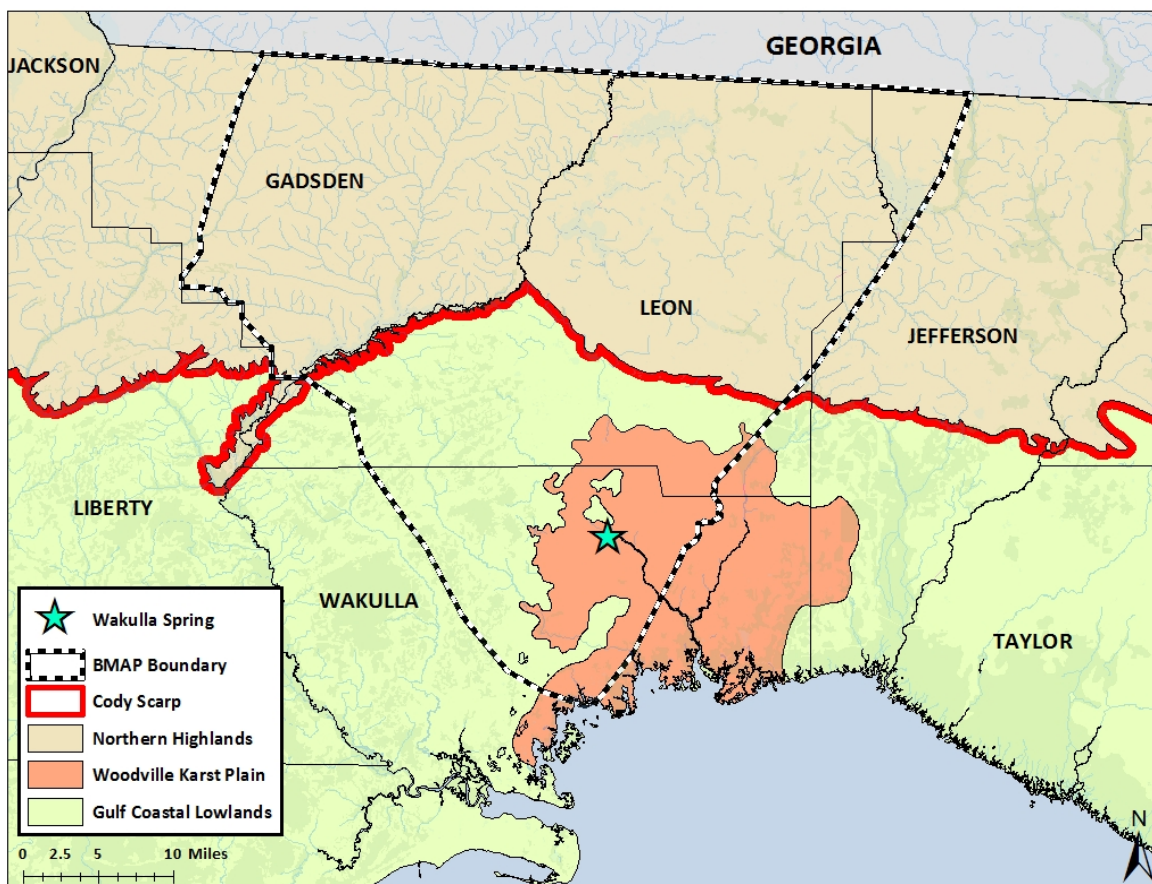 GEORGIA
JACKSON
GADSDEN
LEON
JEFFERSON
LIBERTY
WAKULLA
TAYLOR
Wakulla Spring
BMAP Boundary
Cody Scarp
Northern Highlands
Woodville Karst Plain
Gulf Coastal Lowlands
0 2.5 5 10 Miles
N